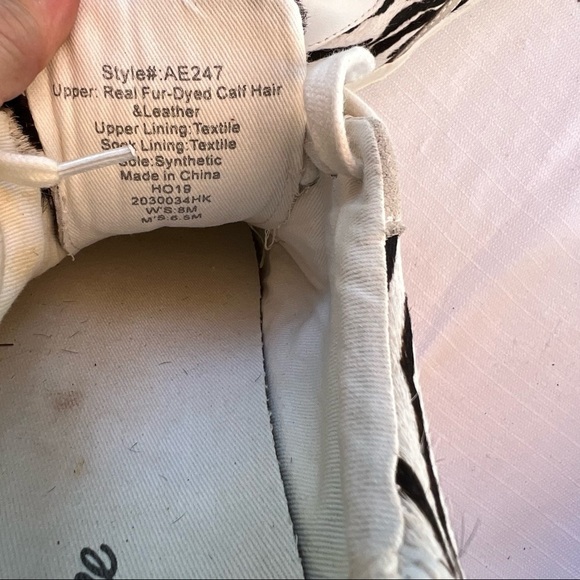 Style#:AE247
Upper: Real Fur-Dyed Calf Hair
&Leather
Upper Lining:Textile
Sock Lining:Textile
Sole:Synthetic
Made in China
HO19
2030034HK
W'S:8M
M'S:6.5M